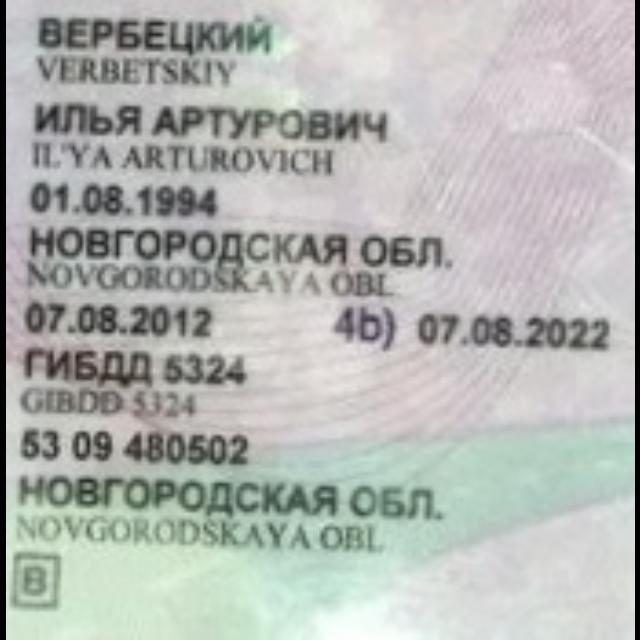 ВЕРБЕЦКИЙ
VERBETSKIY
ИЛЬЯ АРТУРОВИЧ
IL'YA ARTUROVICH
01.08.1994
НОВГОРОДСКАЯ ОБЛ.
NOVGORODSKAYA OBL
07.08.2012 4b) 07.08.2022
ГИБДД 5324
GIBDD 5324
53 09 480502
НОВГОРОДСКАЯ ОБЛ.
NOVGORODSKAYA OBL
B